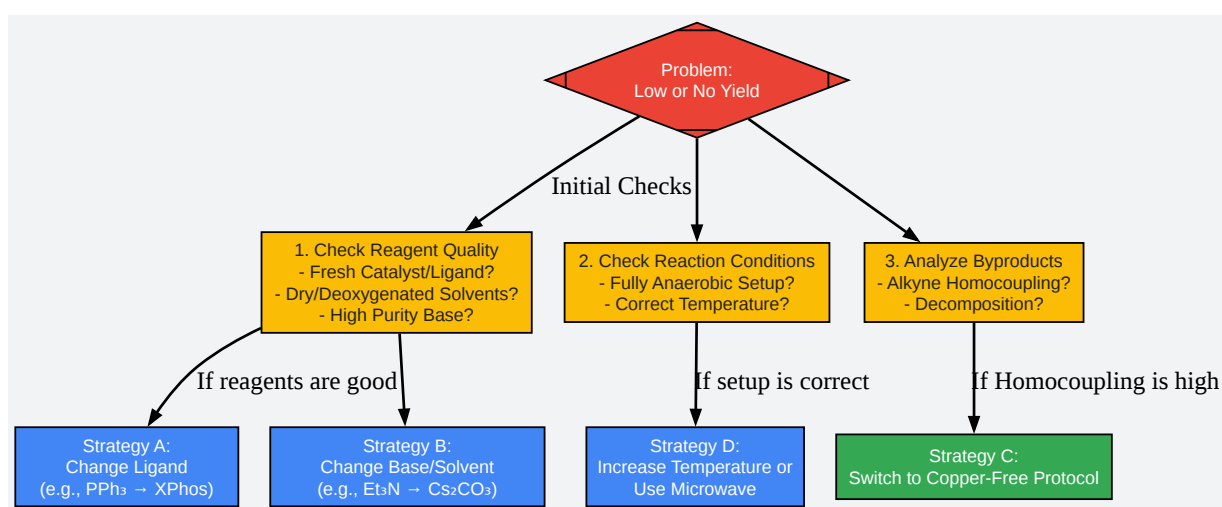 Problem:
Low or No Yield
Initial Checks
1. Check Reagent Quality
- Fresh Catalyst/Ligand?
- Dry/Deoxygenated Solvents?
- High Purity Base?
2. Check Reaction Conditions
- Fully Anaerobic Setup?
- Correct Temperature?
3. Analyze Byproducts
- Alkyne Homocoupling?
- Decomposition?
If reagents are good
If setup is correct
If Homocoupling is high
Strategy A:
Change Ligand
(e.g., PPh₃ → XPhos)
Strategy B:
Change Base/Solvent
(e.g., Et₃N → Cs₂CO₃)
Strategy D:
Increase Temperature or
Use Microwave
Strategy C:
Switch to Copper-Free Protocol